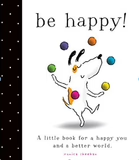 be happy!
A little book for a happy you
and a better world.